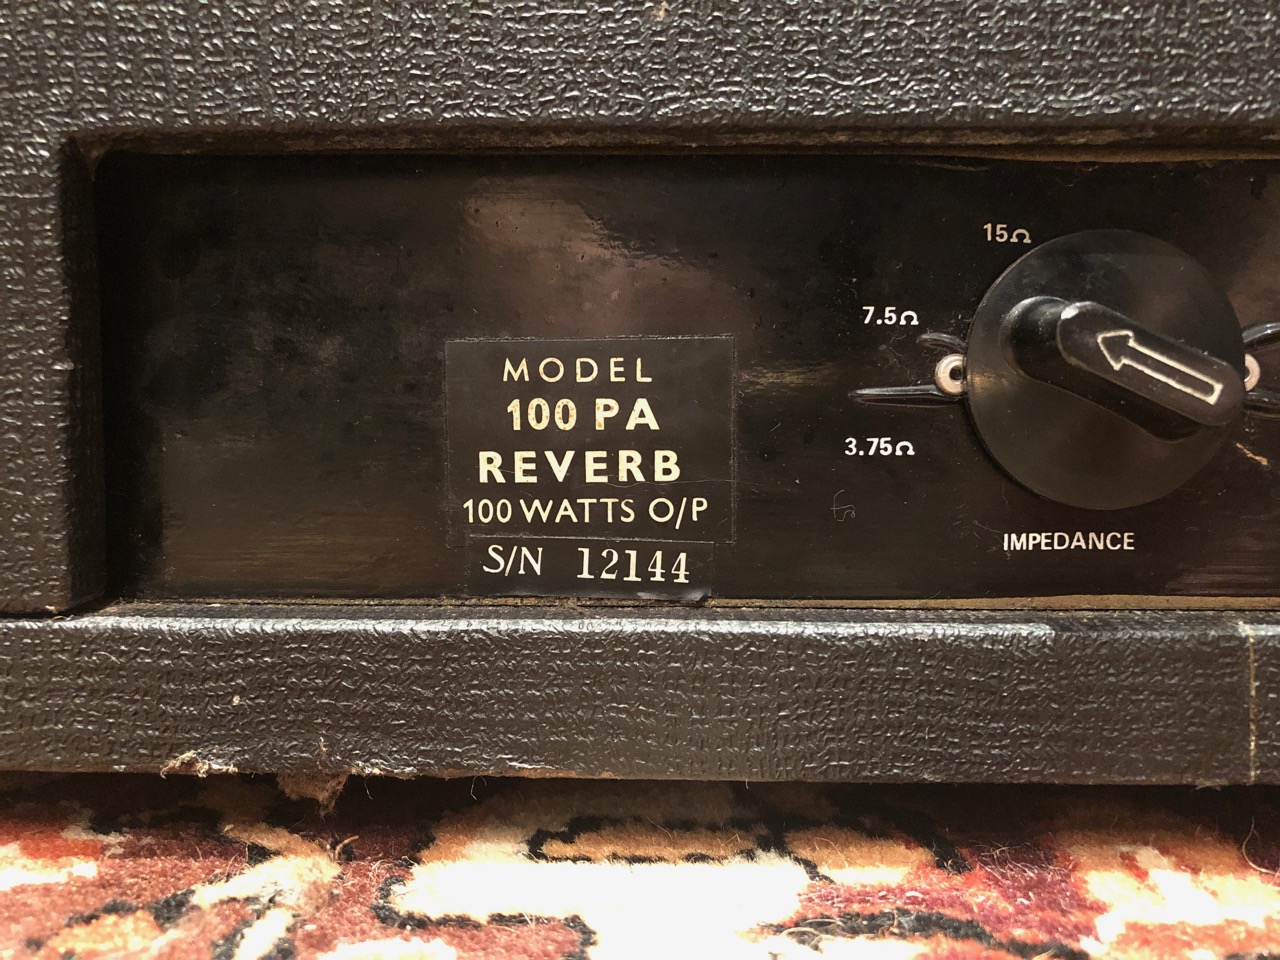 MODEL
100 PA
REVERB
100 WATTS O/P
S/N 12144
15Ω
7.5Ω
3.75Ω
IMPEDANCE